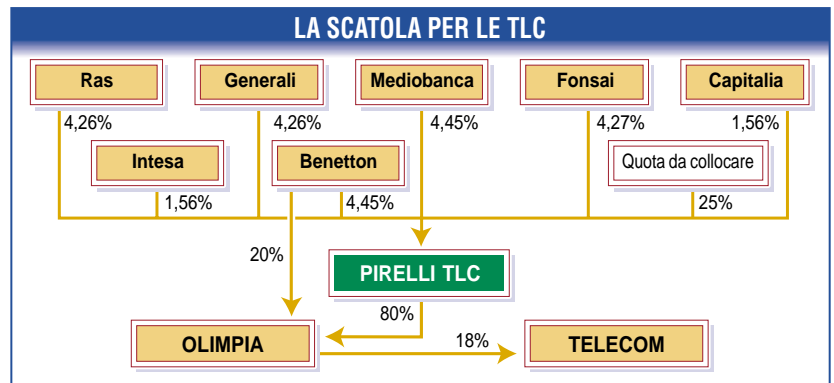 LA SCATOLA PER LE TLC
Ras
Generali
Mediobanca
Fonsai
Capitalia
4,26%
4,26%
4,45%
4,27%
1,56%
Intesa
Benetton
Quota da collocare
1,56%
4,45%
25%
20%
PIRELLI TLC
80%
OLIMPIA
18%
TELECOM